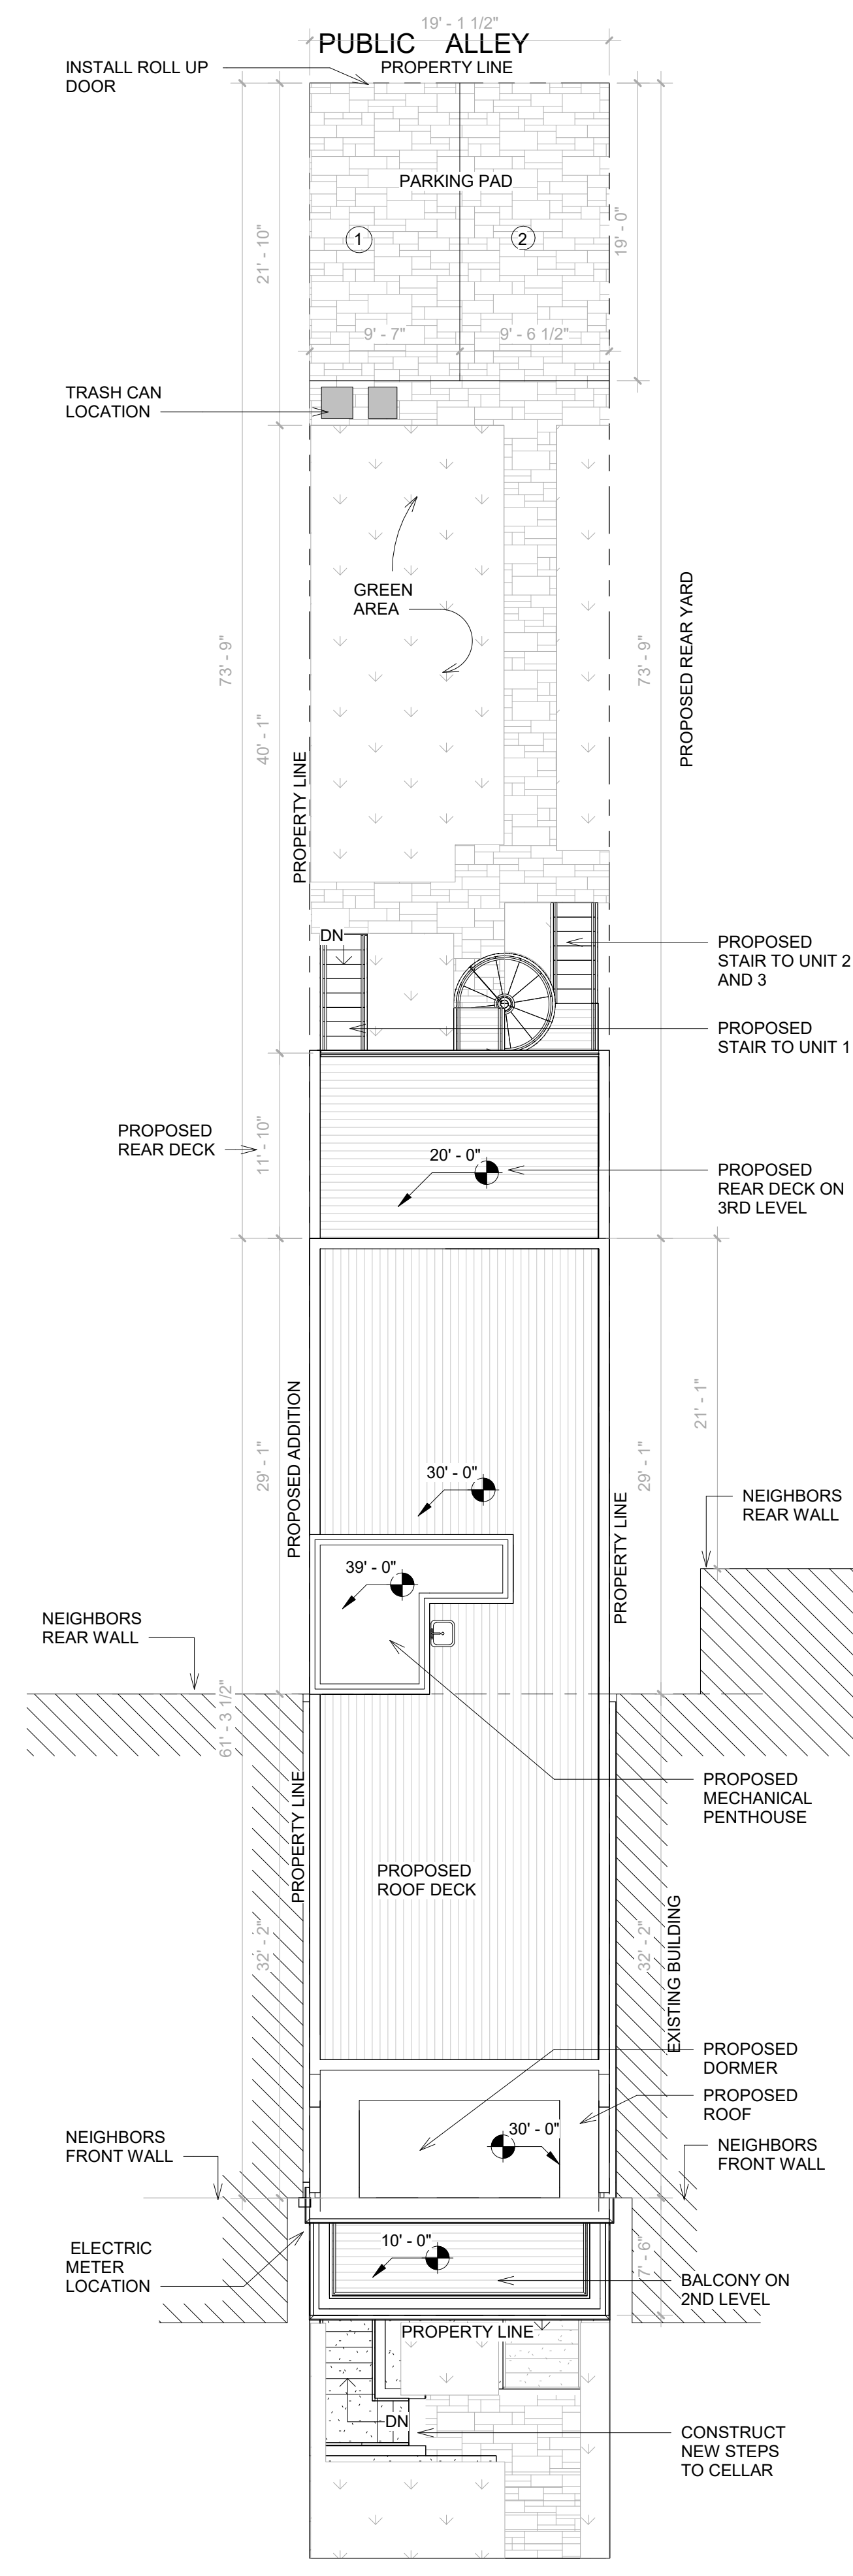 19' - 1 1/2"
PUBLIC ALLEY
PROPERTY LINE
INSTALL ROLL UP
DOOR
PARKING PAD
21' - 10"
1
2
19' - 0"
9' - 7"
9' - 6 1/2"
TRASH CAN
LOCATION
GREEN
AREA
73' - 9"
73' - 9"
PROPOSED REAR YARD
40' - 1"
PROPERTY LINE
DN
PROPOSED
STAIR TO UNIT 2
AND 3
PROPOSED
STAIR TO UNIT 1
PROPOSED
REAR DECK
11' - 10"
20' - 0"
PROPOSED
REAR DECK ON
3RD LEVEL
21' - 1"
PROPOSED ADDITION
29' - 1"
29' - 1"
30' - 0"
NEIGHBORS
REAR WALL
PROPERTY LINE
39' - 0"
NEIGHBORS
REAR WALL
61' - 3 1/2"
PROPERTY LINE
PROPOSED
MECHANICAL
PENTHOUSE
PROPOSED
ROOF DECK
32' - 2"
32' - 2"
EXISTING BUILDING
PROPOSED
DORMER
PROPOSED
ROOF
30' - 0"
NEIGHBORS
FRONT WALL
NEIGHBORS
FRONT WALL
10' - 0"
ELECTRIC
METER
LOCATION
7' - 6"
BALCONY ON
2ND LEVEL
PROPERTY LINE
DN
CONSTRUCT
NEW STEPS
TO CELLAR